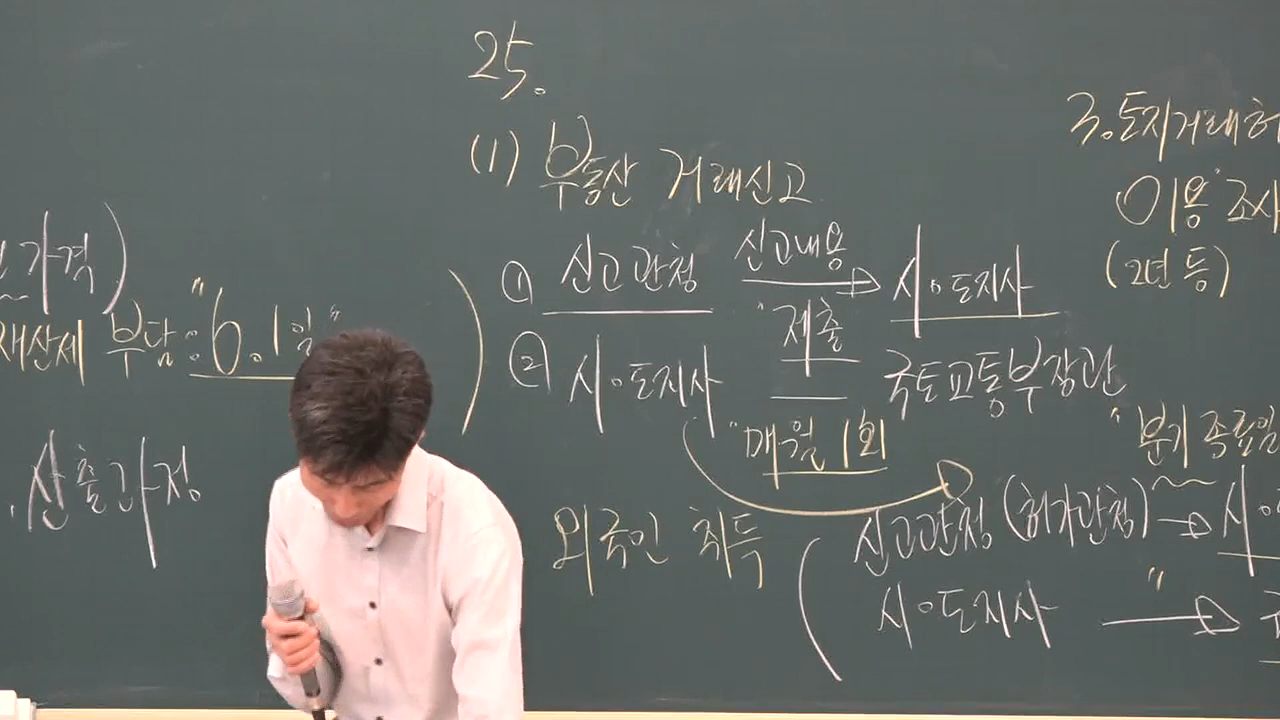 가격)
재산세 부담 : "6.1일"
산출과정
25.
(1) 부동산 거래신고
① 신고관청 신고내용 → 시·도지사
"제출
② 시·도지사 국토교통부장관
"매월 1회
외국인 취득
신고관청 (허가관청) → 시·
시·도지사 " →
"분기 종료일
3. 토지거래허
이용"조사
(2년 등)